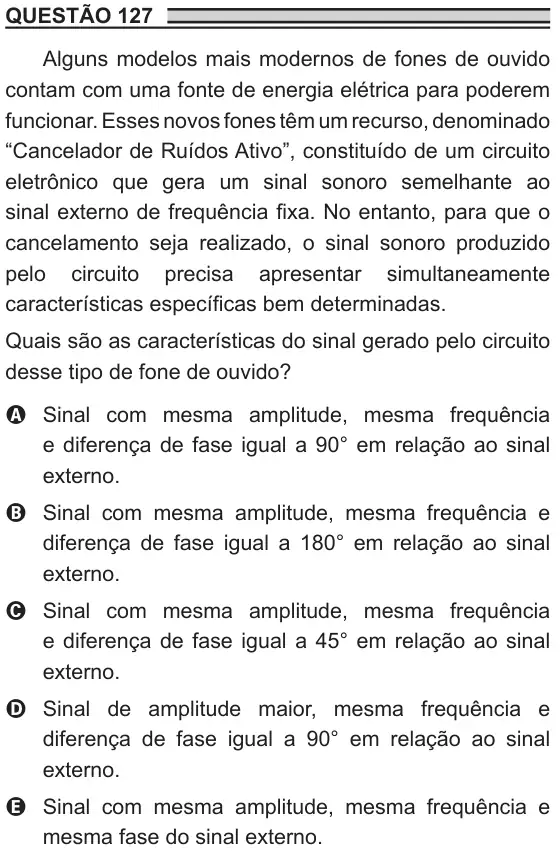 QUESTÃO 127
Alguns modelos mais modernos de fones de ouvido
contam com uma fonte de energia elétrica para poderem
funcionar. Esses novos fones têm um recurso, denominado
“Cancelador de Ruídos Ativo”, constituído de um circuito
eletrônico que gera um sinal sonoro semelhante ao
sinal externo de frequência fixa. No entanto, para que o
cancelamento seja realizado, o sinal sonoro produzido
pelo circuito precisa apresentar simultaneamente
características específicas bem determinadas.
Quais são as características do sinal gerado pelo circuito
desse tipo de fone de ouvido?
A Sinal com mesma amplitude, mesma frequência
e diferença de fase igual a 90° em relação ao sinal
externo.
B Sinal com mesma amplitude, mesma frequência e
diferença de fase igual a 180° em relação ao sinal
externo.
C Sinal com mesma amplitude, mesma frequência
e diferença de fase igual a 45° em relação ao sinal
externo.
D Sinal de amplitude maior, mesma frequência e
diferença de fase igual a 90° em relação ao sinal
externo.
E Sinal com mesma amplitude, mesma frequência e
mesma fase do sinal externo.